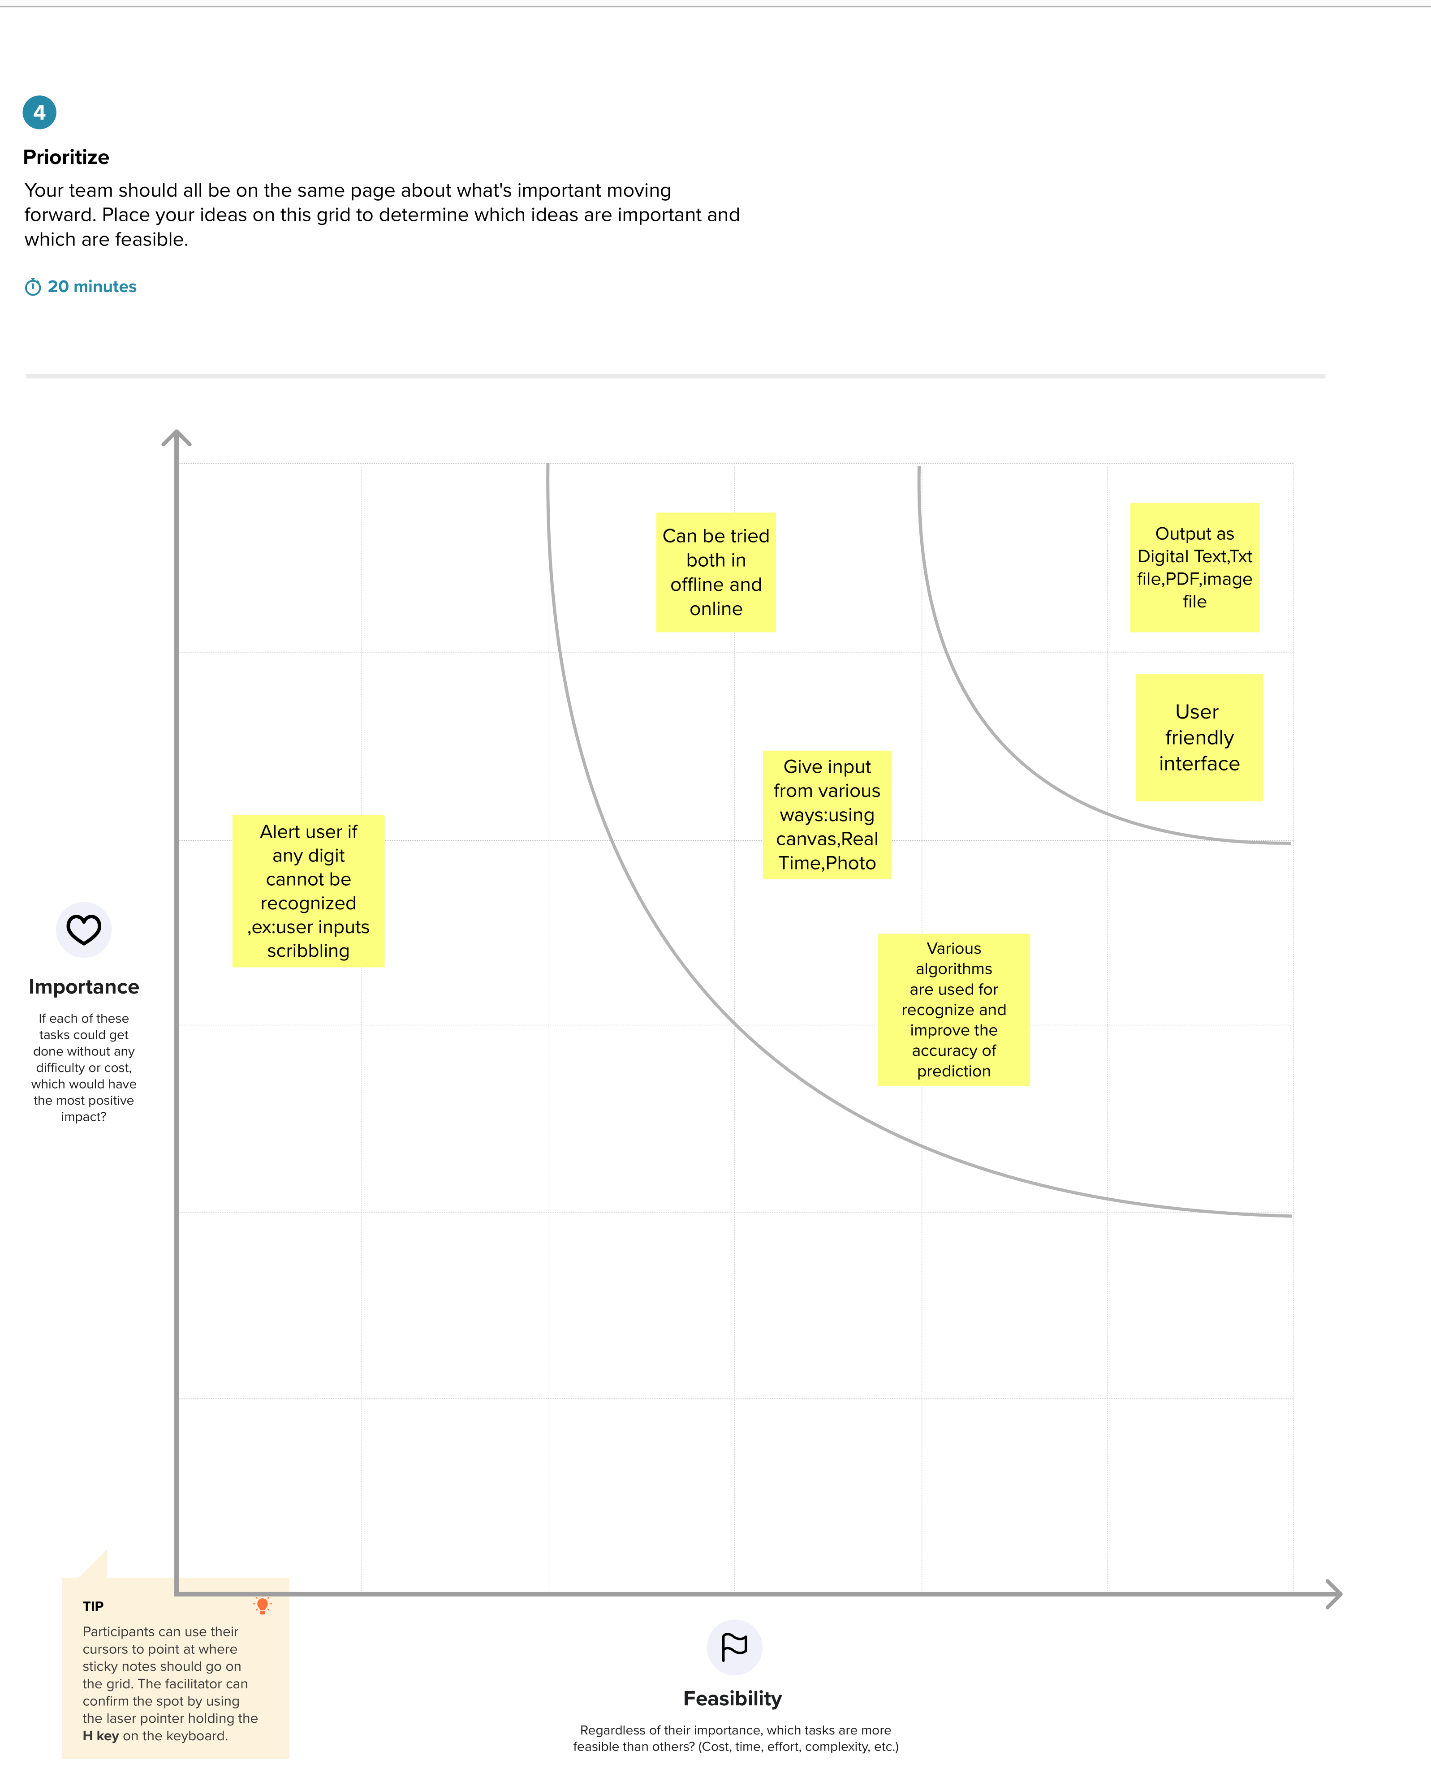 4
Prioritize
Your team should all be on the same page about what's important moving
forward. Place your ideas on this grid to determine which ideas are important and
which are feasible.
20 minutes
Can be tried
both in
offline and
online
Output as
Digital Text,Txt
file,PDF,image
file
User
friendly
interface
Give input
from various
ways:using
canvas,Real
Time,Photo
Alert user if
any digit
cannot be
recognized
,ex:user inputs
scribbling
Various
algorithms
are used for
recognize and
improve the
accuracy of
prediction
Importance
If each of these
tasks could get
done without any
difficulty or cost,
which would have
the most positive
impact?
TIP
Participants can use their
cursors to point at where
sticky notes should go on
the grid. The facilitator can
confirm the spot by using
the laser pointer holding the
H key on the keyboard.
Feasibility
Regardless of their importance, which tasks are more
feasible than others? (Cost, time, effort, complexity, etc.)